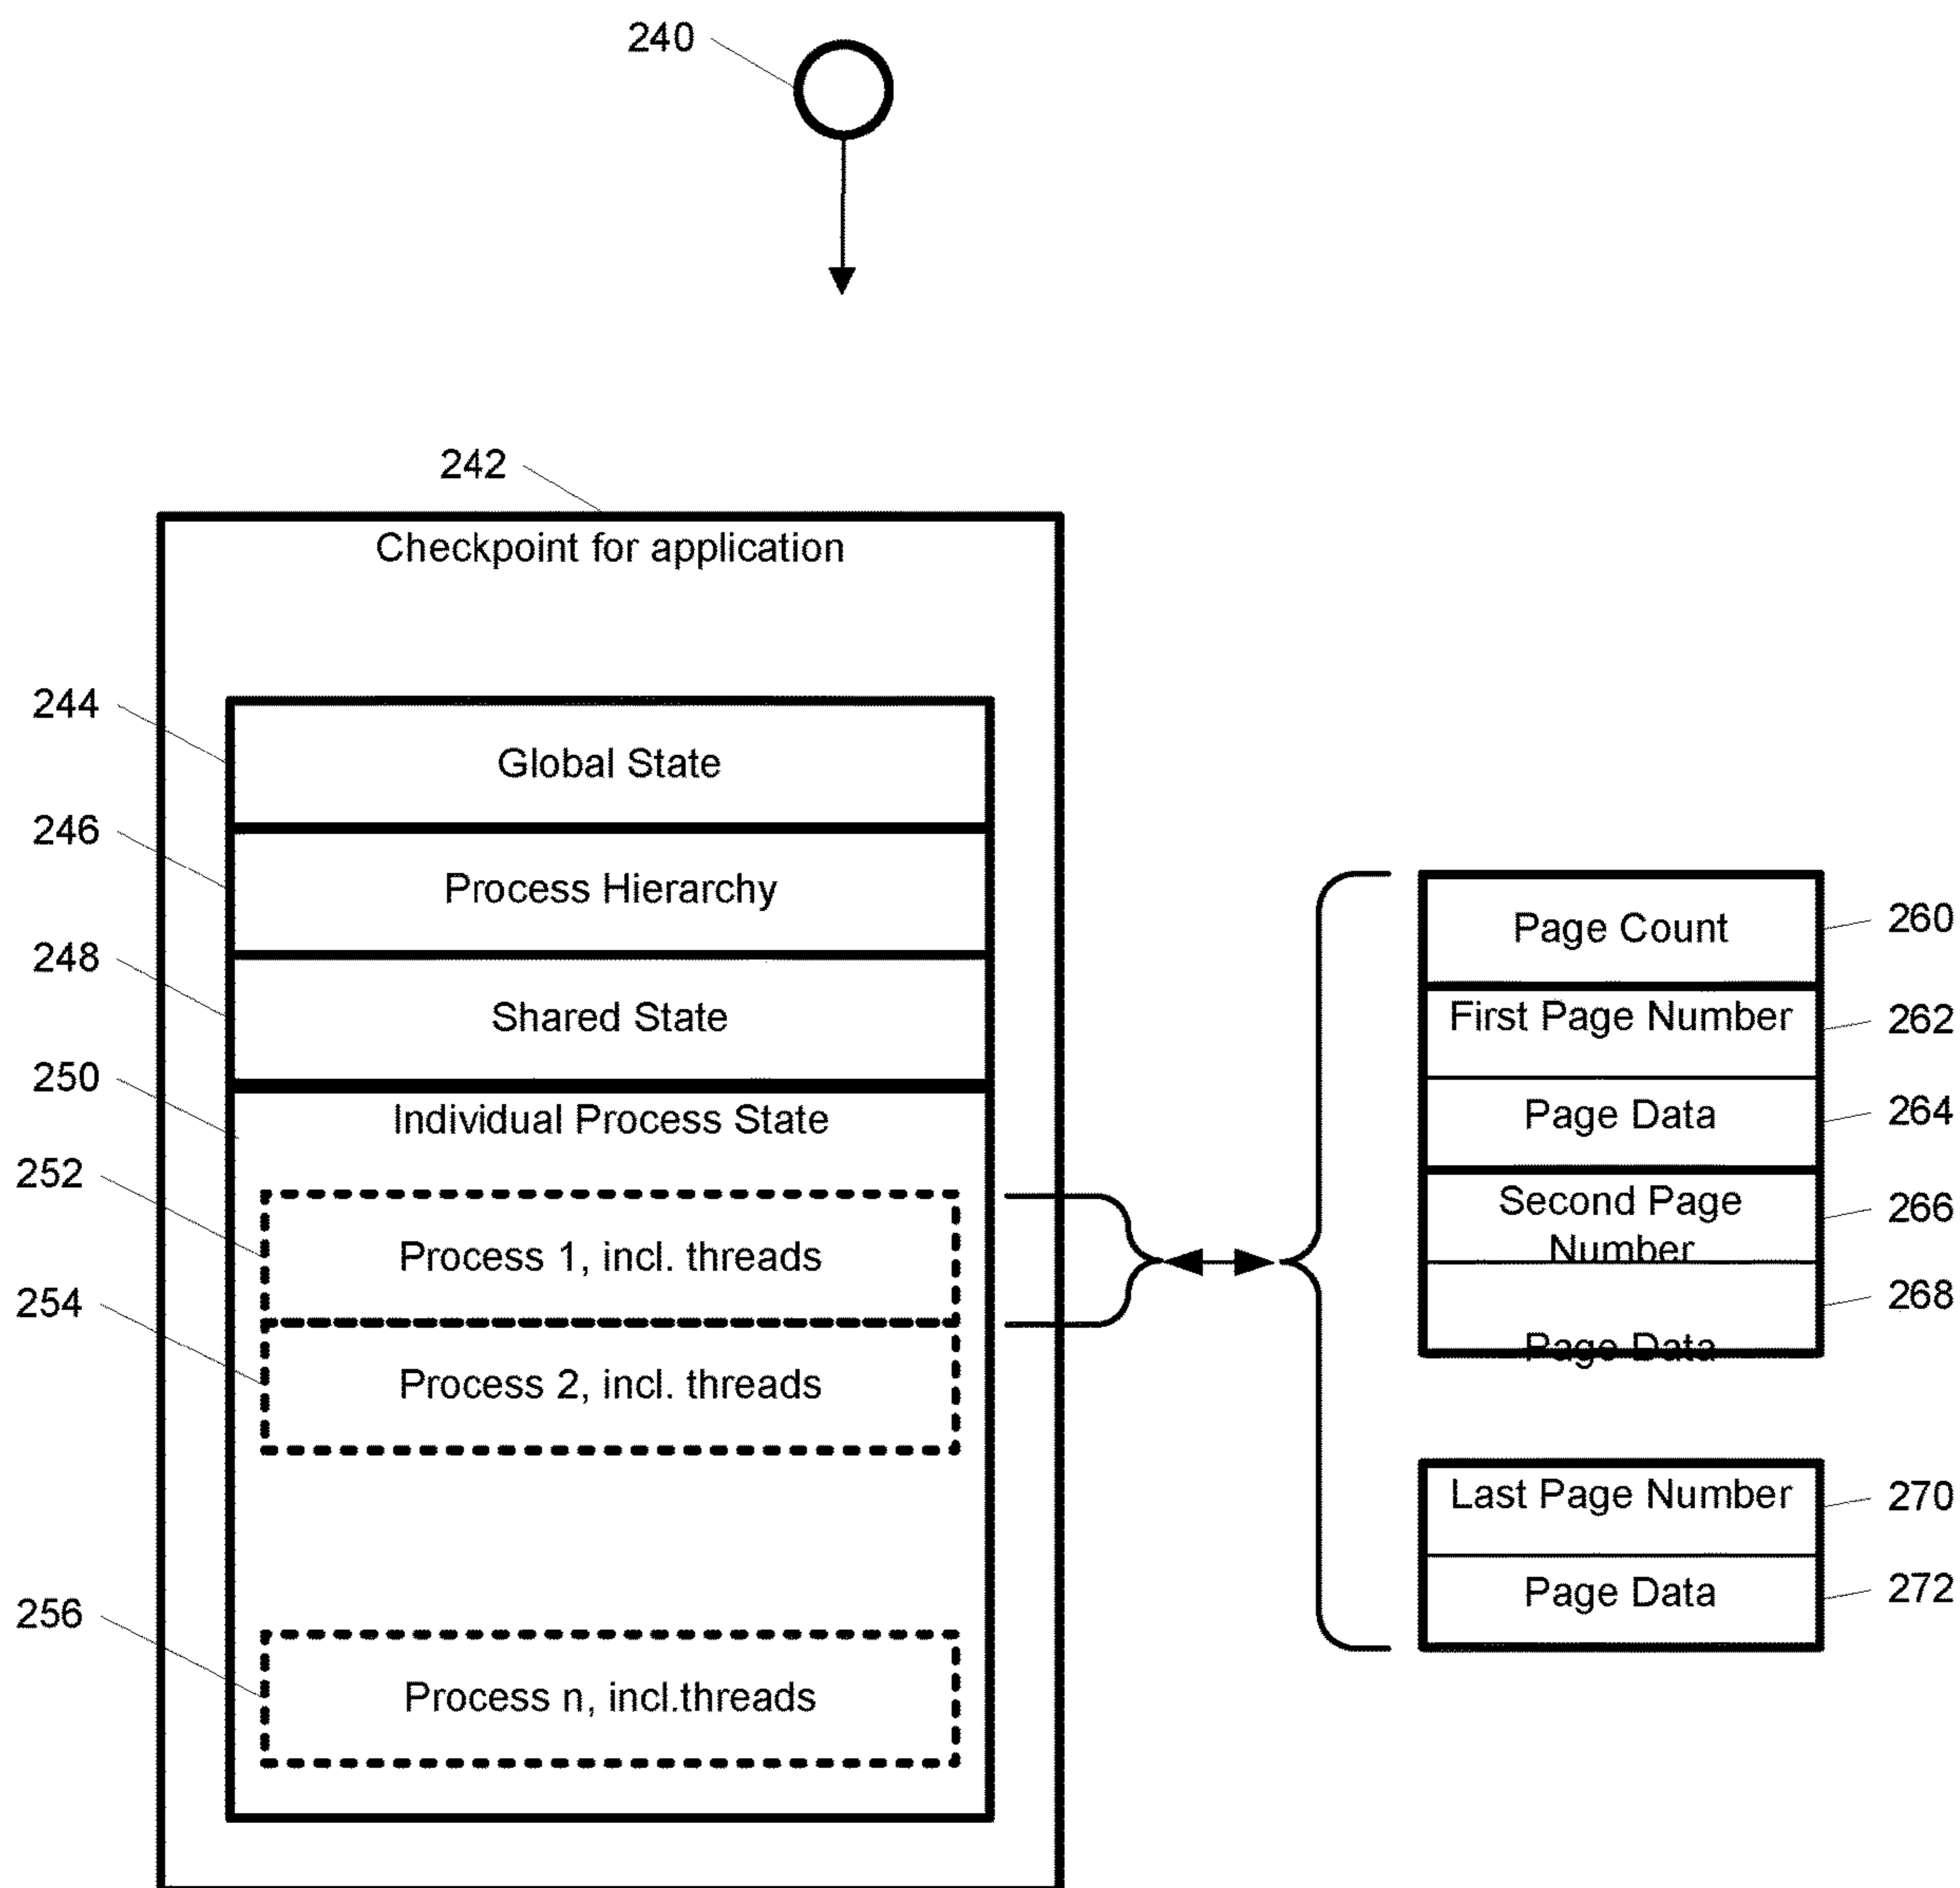 240
242
Checkpoint for application
244
Global State
246
Process Hierarchy
248
Shared State
250
Individual Process State
252
Process 1, incl. threads
254
Process 2, incl. threads
256
Process n, incl.threads
Page Count
260
First Page Number
262
Page Data
264
Second Page
Number
266
Page Data
268
Last Page Number
270
Page Data
272